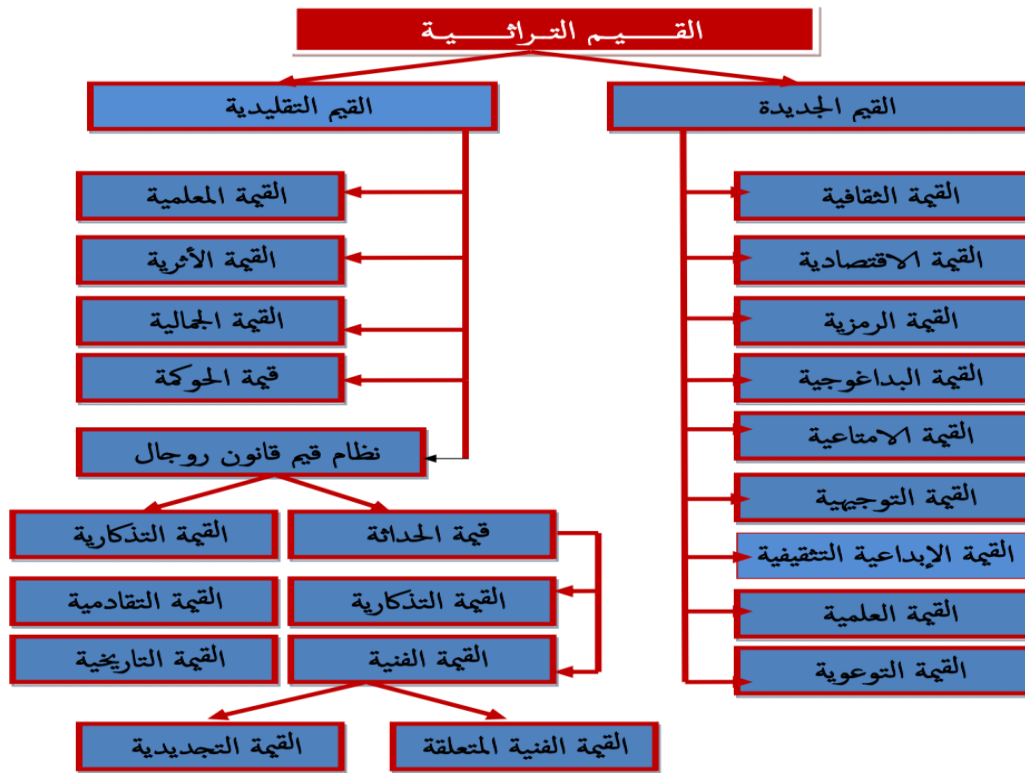 القيم التراثية
القيم الجديدة
القيم التقليدية
القيمة الثقافية
القيمة الاقتصادية
القيمة الرمزية
القيمة البداغوجية
القيمة الامتاعية
القيمة التوجيهية
القيمة الإبداعية التثقيفية
القيمة العلمية
القيمة التوعوية
القيمة المعلمية
القيمة الأثرية
القيمة الجمالية
قيمة الحوكمة
نظام قيم قانون روجال
قيمة الحداثة
القيمة التذكارية
القيمة التذكارية
القيمة التقادمية
القيمة الفنية
القيمة التاريخية
القيمة الفنية المتعلقة
القيمة التجديدية